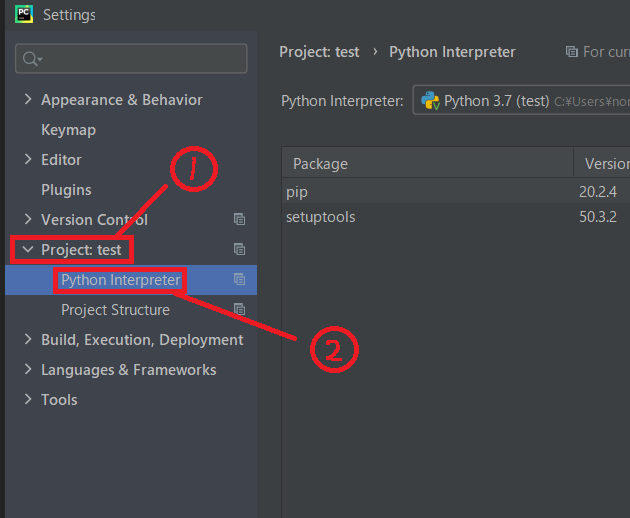 PC
Settings
Project: test › Python Interpreter For curr
Python Interpreter: Python 3.7 (test) C:¥Users¥nor
Package Version
pip 20.2.4
setuptools 50.3.2
Appearance & Behavior
Keymap
Editor
Plugins
Version Control
Project: test
Python Interpreter
Project Structure
Build, Execution, Deployment
Languages & Frameworks
Tools
1
2